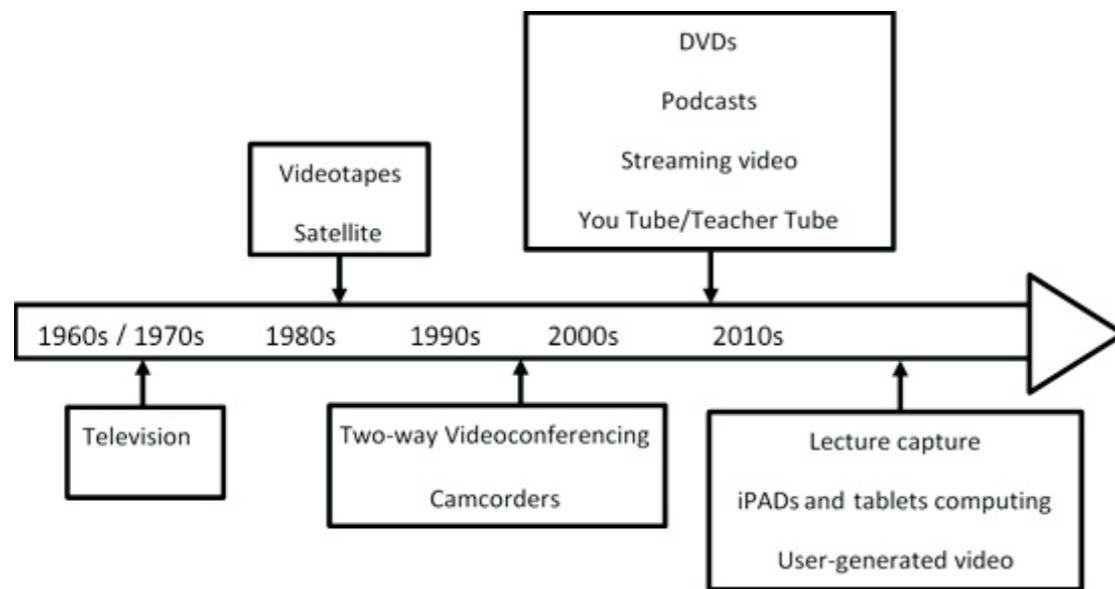 DVDs
Podcasts
Streaming video
You Tube/Teacher Tube
Videotapes
Satellite
1960s / 1970s 1980s 1990s 2000s 2010s
Television
Two-way Videoconferencing
Camcorders
Lecture capture
iPADs and tablets computing
User-generated video